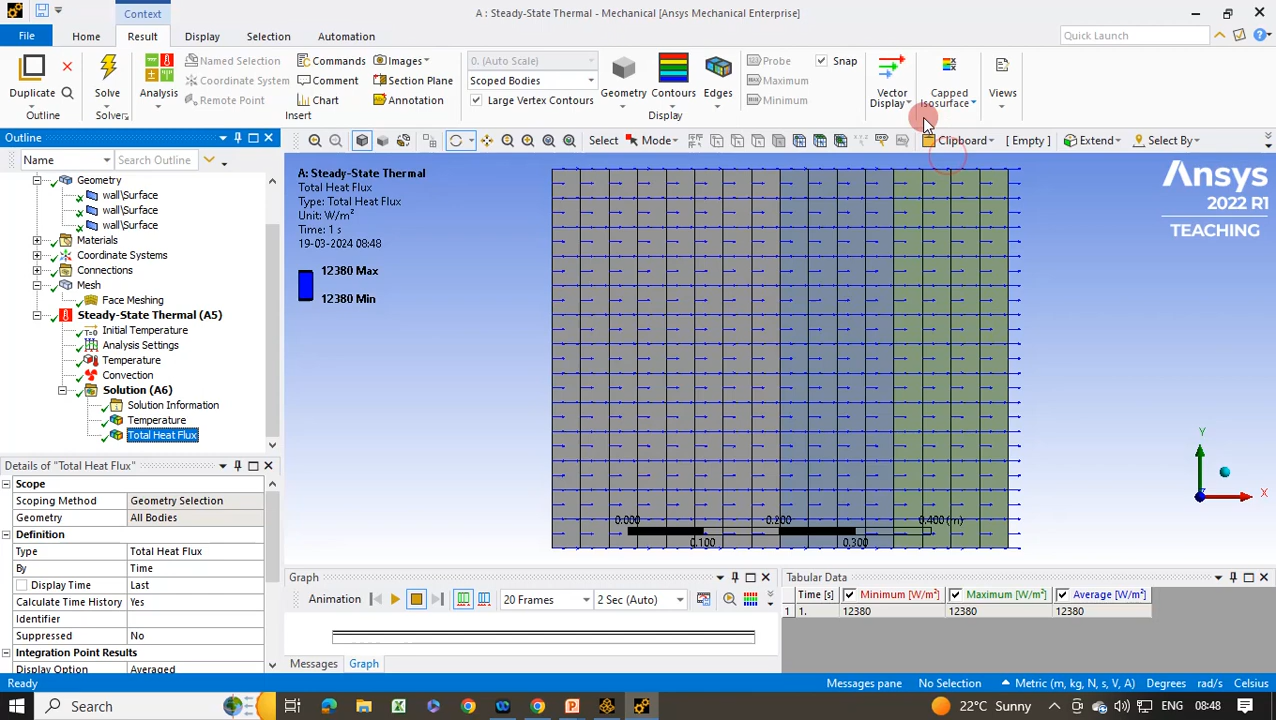 Context
A : Steady-State Thermal - Mechanical [Ansys Mechanical Enterprise]
File
Home
Result
Display
Selection
Automation
Quick Launch
Duplicate
Outline
Solve
Solver
Analysis
Named Selection
Coordinate System
Remote Point
Commands
Comment
Chart
Images
Section Plane
Annotation
Insert
0. (Auto Scale)
Scoped Bodies
Large Vertex Contours
Geometry
Contours
Edges
Display
Probe
Maximum
Minimum
Snap
Vector
Display
Capped
Isosurface
Views
Outline
Select
Mode
Clipboard
[ Empty ]
Extend
Select By
Name
Search Outline
Geometry
wall\Surface
wall\Surface
wall\Surface
Materials
Coordinate Systems
Connections
Mesh
Face Meshing
Steady-State Thermal (A5)
Initial Temperature
Analysis Settings
Temperature
Convection
Solution (A6)
Solution Information
Temperature
Total Heat Flux
A: Steady-State Thermal
Total Heat Flux
Type: Total Heat Flux
Unit: W/m²
Time: 1 s
19-03-2024 08:48
12380 Max
12380 Min
Ansys
2022 R1
TEACHING
Y
X
0.000
0.200
0.400 (m)
0.100
0.300
Details of "Total Heat Flux"
Scope
Scoping Method Geometry Selection
Geometry All Bodies
Definition
Type Total Heat Flux
By Time
Display Time Last
Calculate Time History Yes
Identifier
Suppressed No
Integration Point Results
Display Option Averaged
Graph
Animation
20 Frames
2 Sec (Auto)
Messages
Graph
Tabular Data
Time [s] Minimum [W/m²] Maximum [W/m²] Average [W/m²]
1 1. 12380 12380 12380
Ready
Messages pane
No Selection
Metric (m, kg, N, s, V, A)
Degrees
rad/s
Celsius
Search
22°C Sunny
ENG
08:48